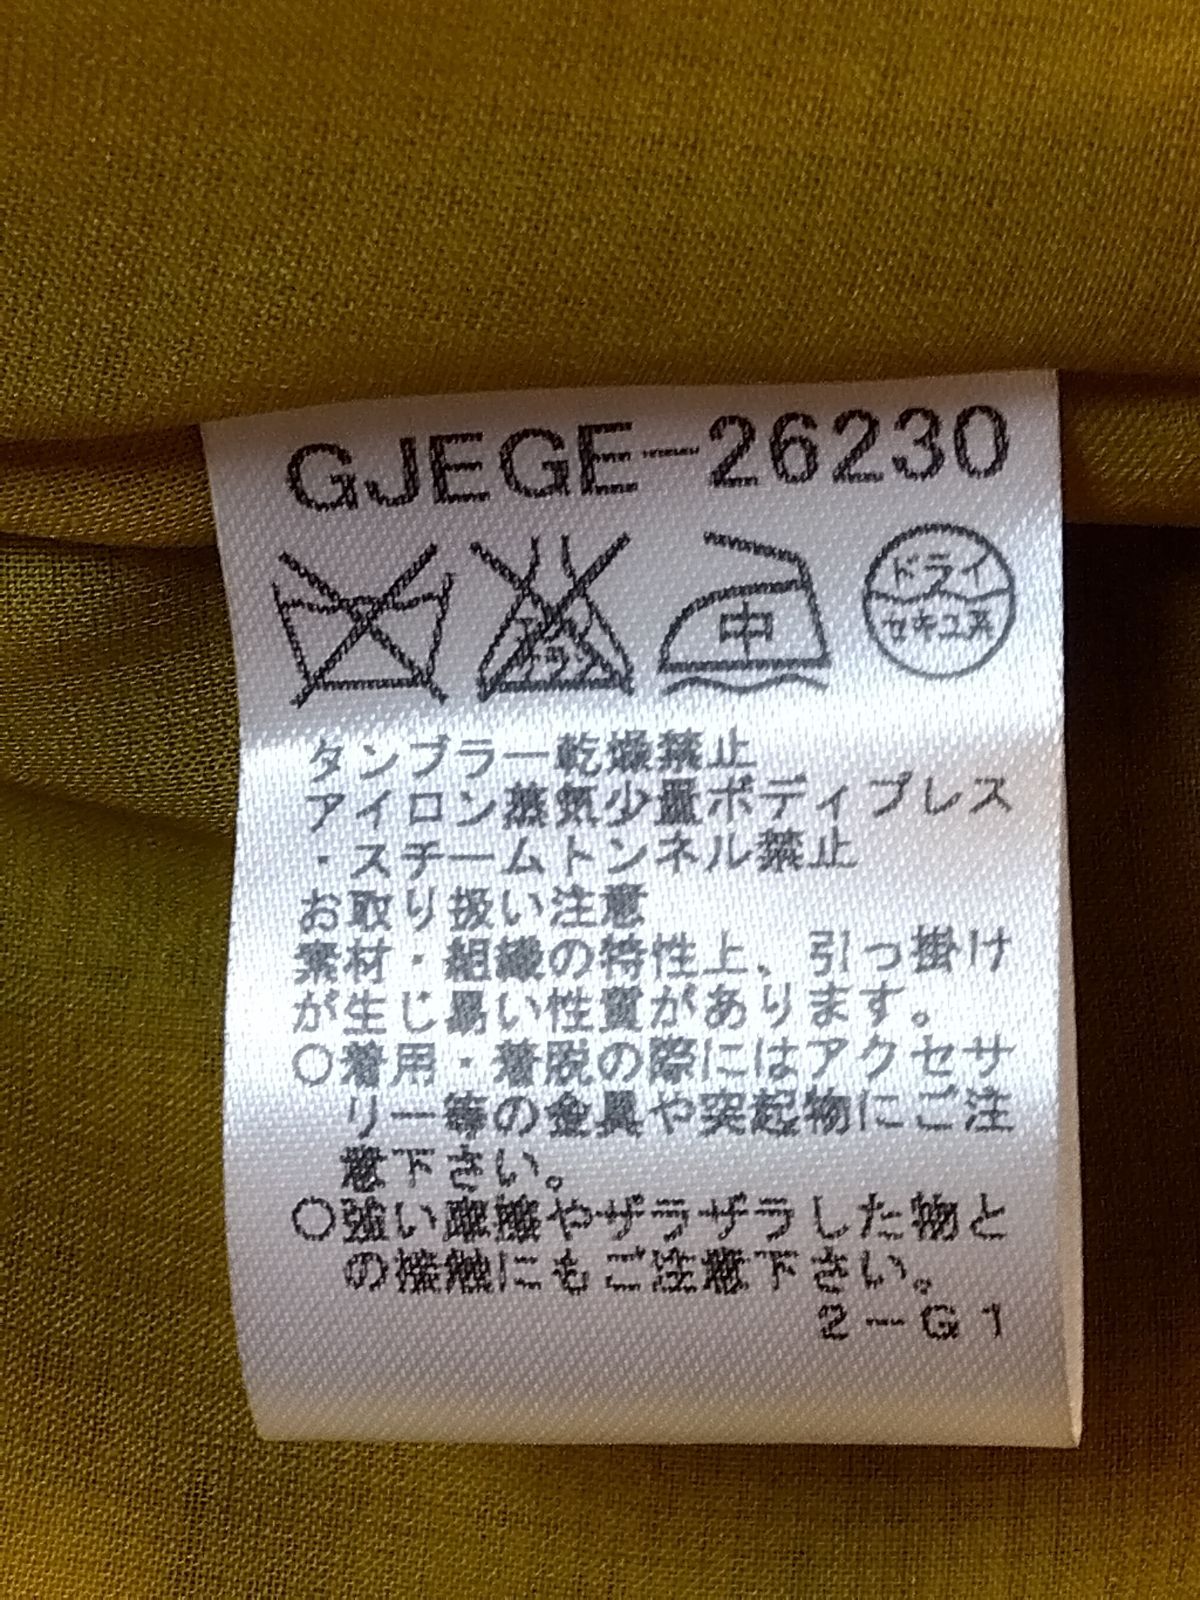 GJEGE-26230
エンソ
サラシ
中
ドライ
セキユ系
タンブラー乾燥禁止
アイロン蒸気少量ボディプレス
・スチームトンネル禁止
お取り扱い注意
素材・組織の特性上、引っ掛け
が生じ易い性質があります。
○着用・着脱の際にはアクセサ
リー等の金具や突起物にご注
意下さい。
○強い摩擦やザラザラした物と
の接触にもご注意下さい。
2-G1